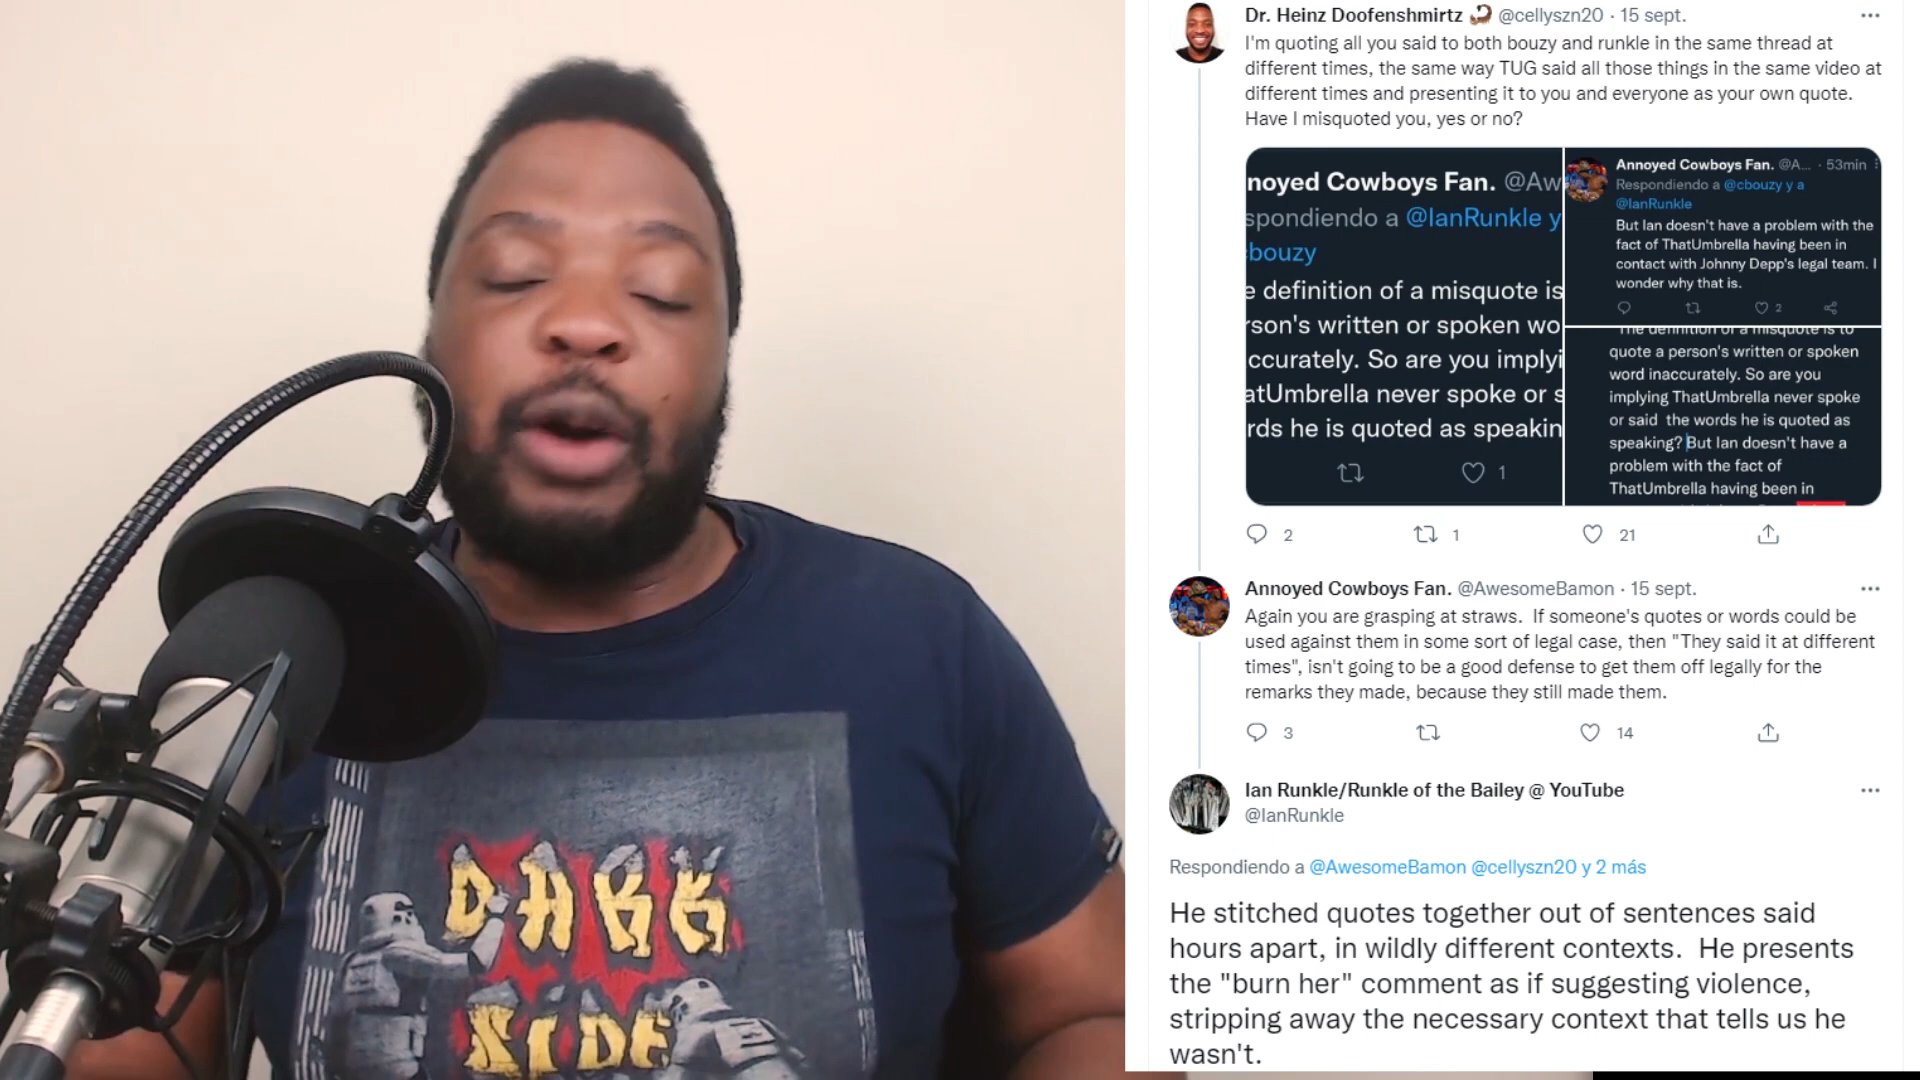 DARK
SIDE
Dr. Heinz Doofenshmirtz 🦂 @cellyszn20 · 15 sept.
I'm quoting all you said to both bouzy and runkle in the same thread at
different times, the same way TUG said all those things in the same video at
different times and presenting it to you and everyone as your own quote.
Have I misquoted you, yes or no?
noyed Cowboys Fan. @Aw
spondiendo a @IanRunkle y
bouzy
e definition of a misquote is
rson's written or spoken wo
ccurately. So are you implyi
atUmbrella never spoke or s
rds he is quoted as speakin
1
Annoyed Cowboys Fan. @A... · 53min
Respondiendo a @cbouzy y a
@IanRunkle
But Ian doesn't have a problem with the
fact of ThatUmbrella having been in
contact with Johnny Depp's legal team. I
wonder why that is.
2
The definition of a misquote is to
quote a person's written or spoken
word inaccurately. So are you
implying ThatUmbrella never spoke
or said the words he is quoted as
speaking? But Ian doesn't have a
problem with the fact of
ThatUmbrella having been in
2 1 21
Annoyed Cowboys Fan. @AwesomeBamon · 15 sept.
Again you are grasping at straws. If someone's quotes or words could be
used against them in some sort of legal case, then "They said it at different
times", isn't going to be a good defense to get them off legally for the
remarks they made, because they still made them.
3 14
Ian Runkle/Runkle of the Bailey @ YouTube
@IanRunkle
Respondiendo a @AwesomeBamon @cellyszn20 y 2 más
He stitched quotes together out of sentences said
hours apart, in wildly different contexts. He presents
the "burn her" comment as if suggesting violence,
stripping away the necessary context that tells us he
wasn't.